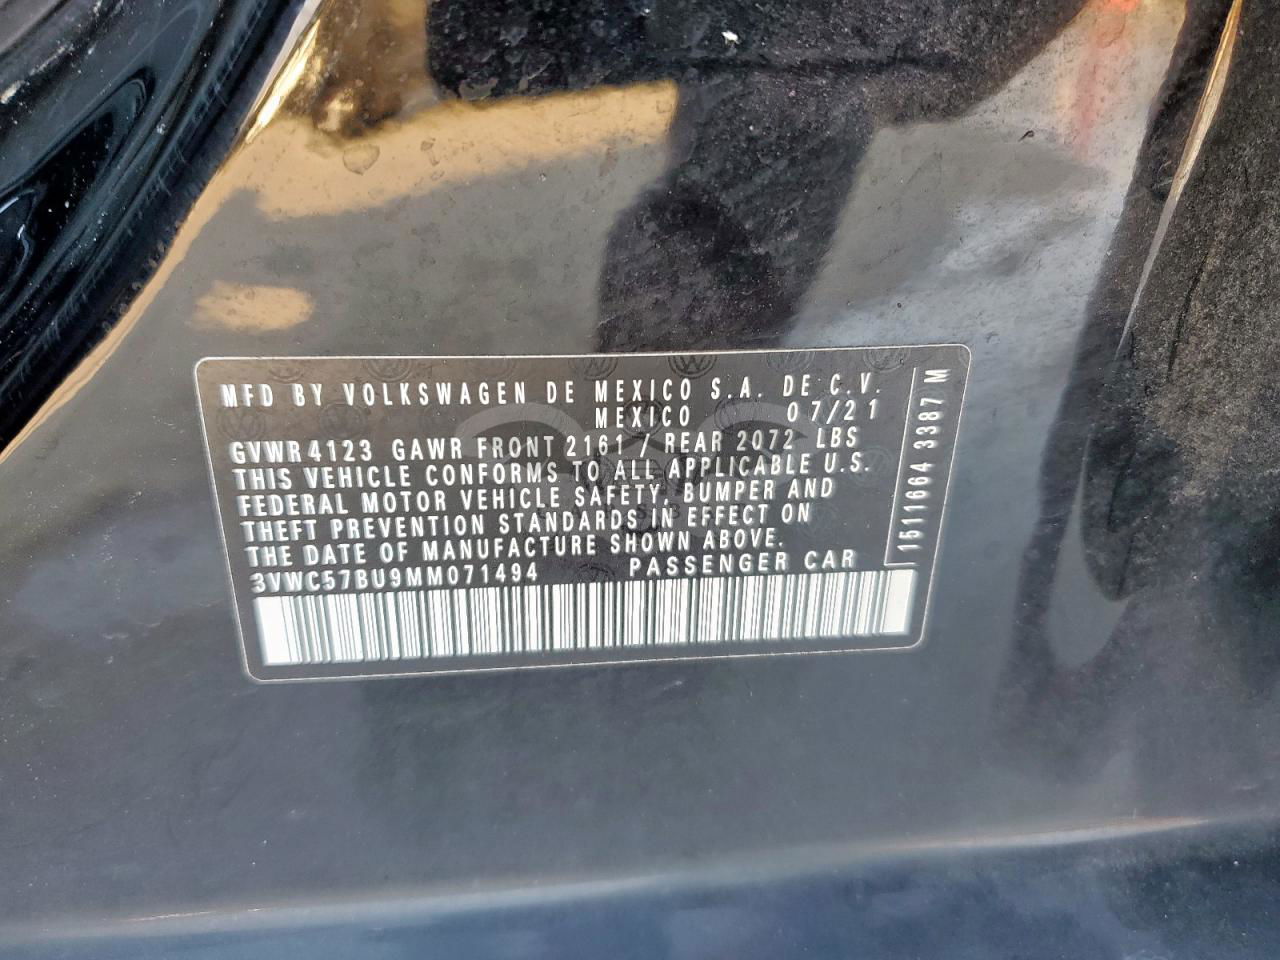 MFD BY VOLKSWAGEN DE MEXICO S.A. DE C.V.
MEXICO 07/21
GVWR 4123 GAWR FRONT 2161 / REAR 2072 LBS
THIS VEHICLE CONFORMS TO ALL APPLICABLE U.S.
FEDERAL MOTOR VEHICLE SAFETY, BUMPER AND
THEFT PREVENTION STANDARDS IN EFFECT ON
THE DATE OF MANUFACTURE SHOWN ABOVE.
3VWC57BU9MM071494 PASSENGER CAR
1511664 3387 M